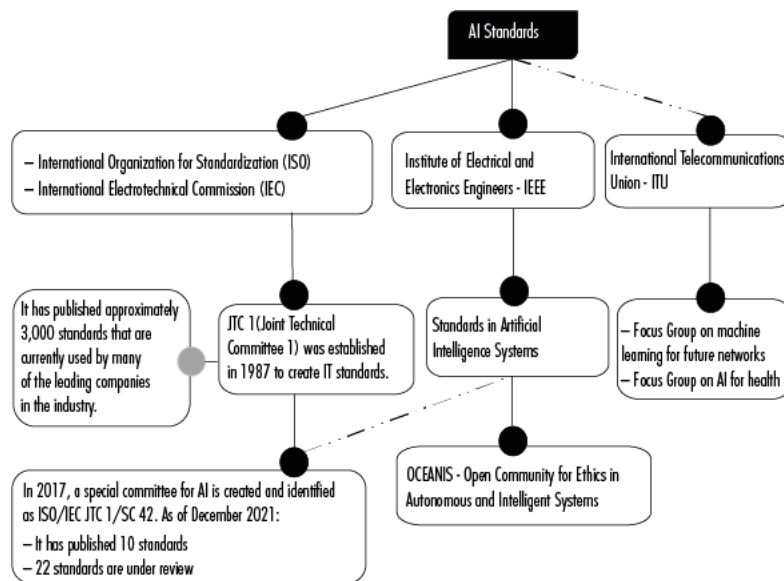 AI Standards
– International Organization for Standardization (ISO)
– International Electrotechnical Commission (IEC)
Institute of Electrical and
Electronics Engineers - IEEE
International Telecommunications
Union - ITU
It has published approximately
3,000 standards that are
currently used by many
of the leading companies
in the industry.
JTC 1(Joint Technical
Committee 1) was established
in 1987 to create IT standards.
Standards in Artificial
Intelligence Systems
– Focus Group on machine
learning for future networks
– Focus Group on AI for health
In 2017, a special committee for AI is created and identified
as ISO/IEC JTC 1/SC 42. As of December 2021:
– It has published 10 standards
– 22 standards are under review
OCEANIS - Open Community for Ethics in
Autonomous and Intelligent Systems